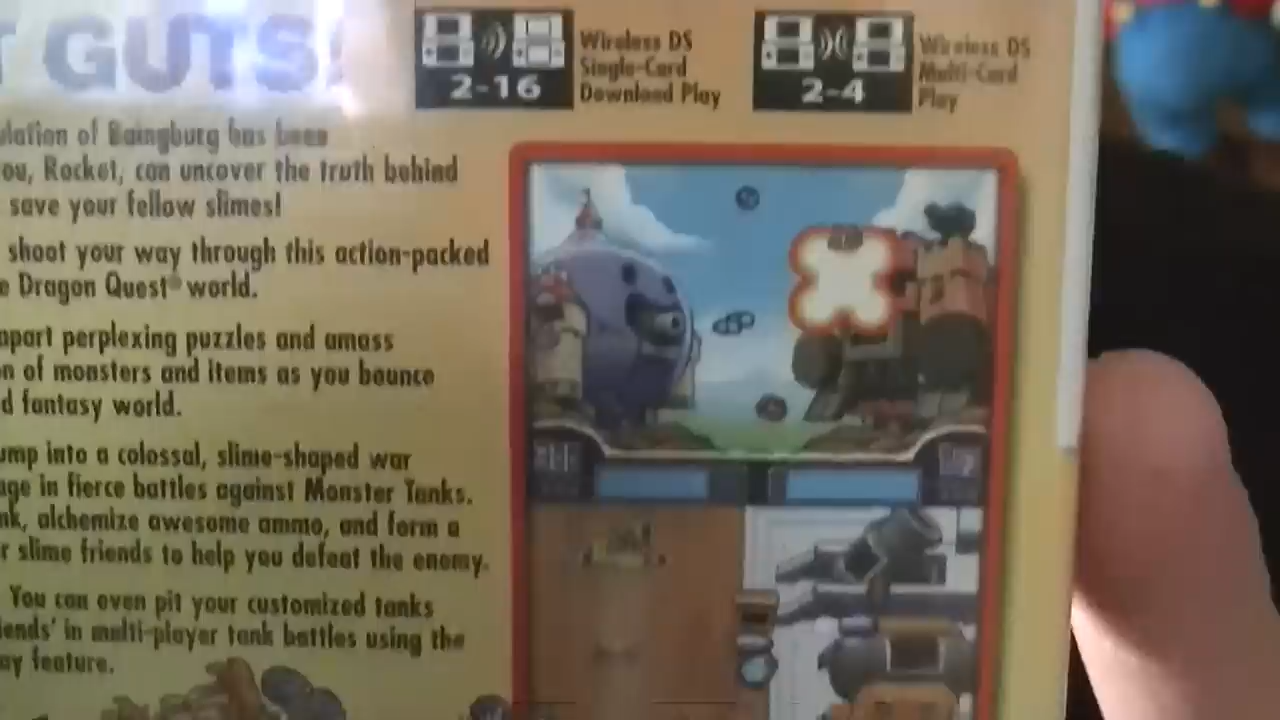 T GUTS!
2-16
Wireless DS
Single-Card
Download Play
2-4
Wireless DS
Multi-Card
Play
ulation of Boingburg has been
ou, Rocket, can uncover the truth behind
save your fellow slimes!
shoot your way through this action-packed
e Dragon Quest® world.
apart perplexing puzzles and amass
n of monsters and items as you bounce
d fantasy world.
ump into a colossal, slime-shaped war
age in fierce battles against Monster Tanks.
nk, alchemize awesome ammo, and form a
r slime friends to help you defeat the enemy.
You can even pit your customized tanks
iends' in multi-player tank battles using the
ay feature.